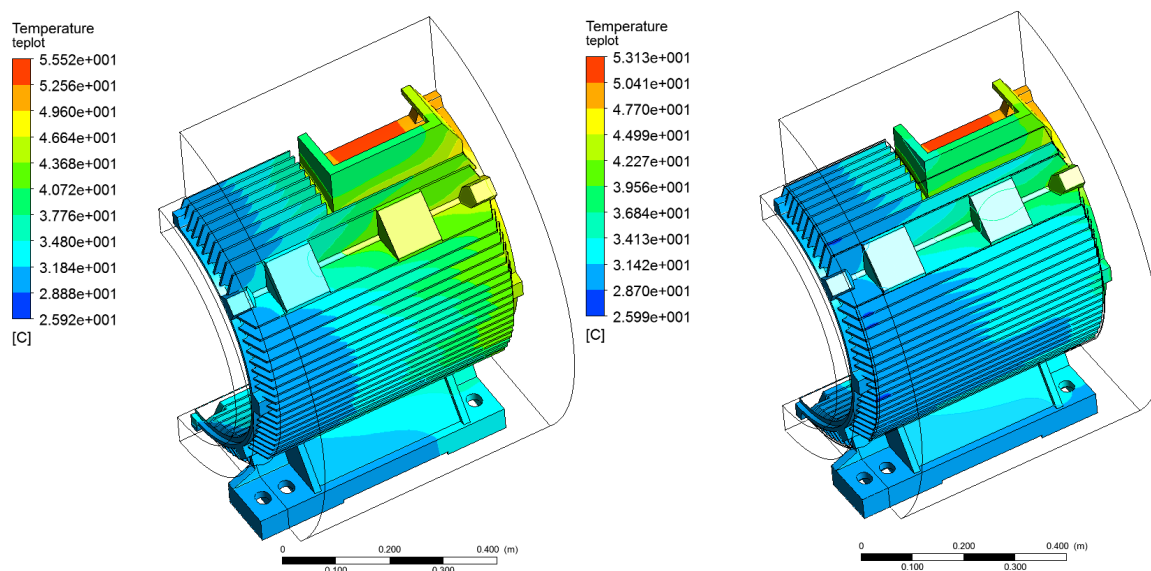 Temperature
teplot
5.552e+001
5.256e+001
4.960e+001
4.664e+001
4.368e+001
4.072e+001
3.776e+001
3.480e+001
3.184e+001
2.888e+001
2.592e+001
[C]
0 0.200 0.400 (m)
0.100 0.300
Temperature
teplot
5.313e+001
5.041e+001
4.770e+001
4.499e+001
4.227e+001
3.956e+001
3.684e+001
3.413e+001
3.142e+001
2.870e+001
2.599e+001
[C]
0 0.200 0.400 (m)
0.100 0.300